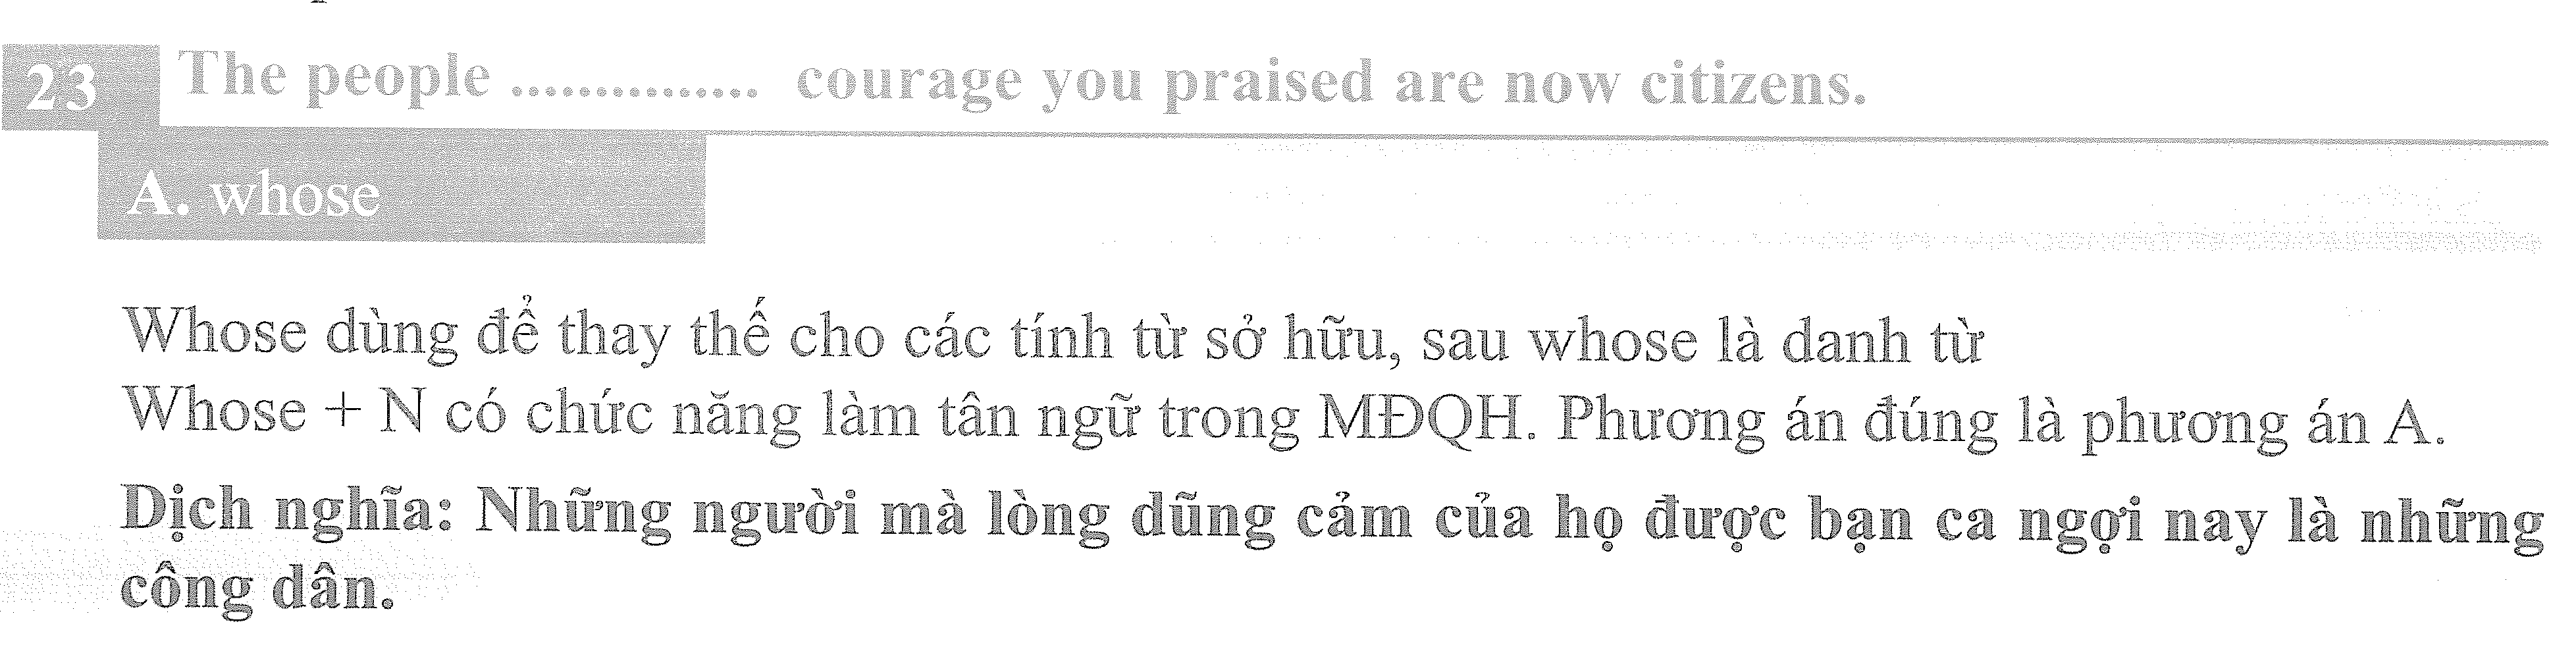 23 The people ............... courage you praised are now citizens.
A. whose
Whose dùng để thay thế cho các tính từ sở hữu, sau whose là danh từ
Whose + N có chức năng làm tân ngữ trong MĐQH. Phương án đúng là phương án A.
Dịch nghĩa: Những người mà lòng dũng cảm của họ được bạn ca ngợi nay là những
công dân.